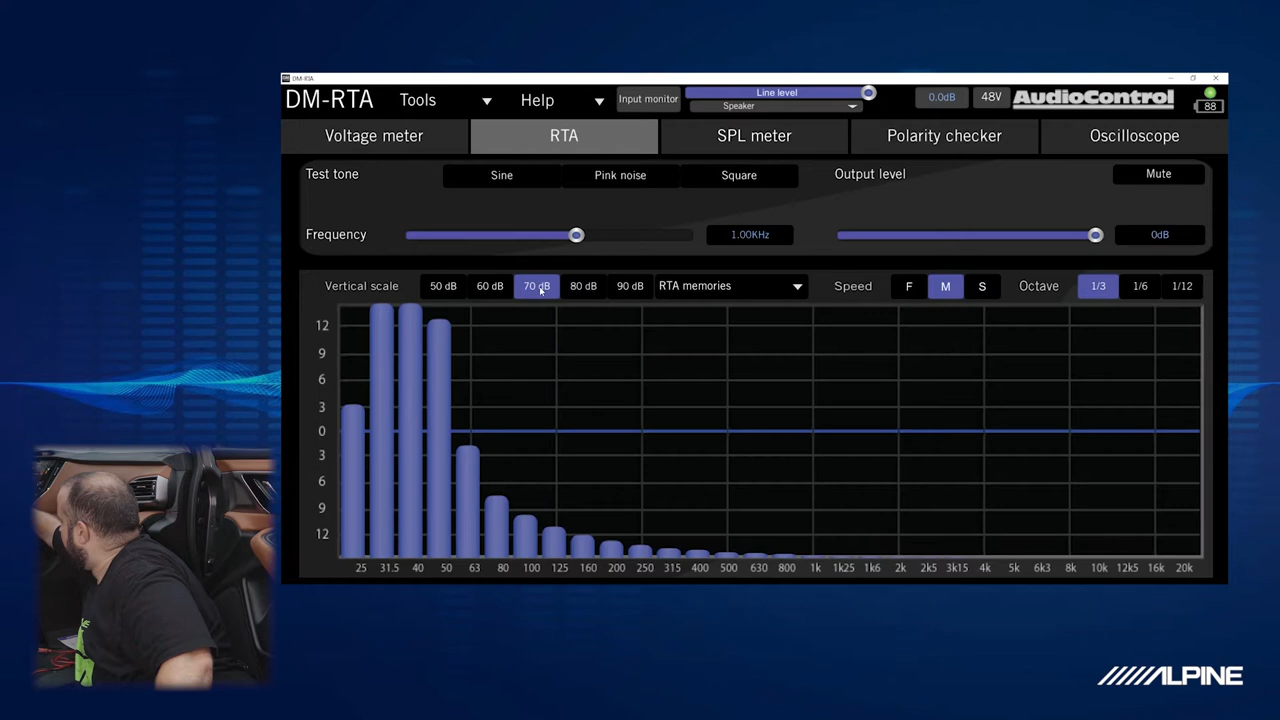 DM-RTA
DM-RTA Tools Help Input monitor Line level 0.0dB 48V AudioControl
Speaker 88
Voltage meter RTA SPL meter Polarity checker Oscilloscope
Test tone Sine Pink noise Square Output level Mute
Frequency 1.00KHz 0dB
Vertical scale 50 dB 60 dB 70 dB 80 dB 90 dB RTA memories Speed F M S Octave 1/3 1/6 1/12
12
9
6
3
0
3
6
9
12
25 31.5 40 50 63 80 100 125 160 200 250 315 400 500 630 800 1k 1k25 1k6 2k 2k5 3k15 4k 5k 6k3 8k 10k 12k5 16k 20k
ALPINE